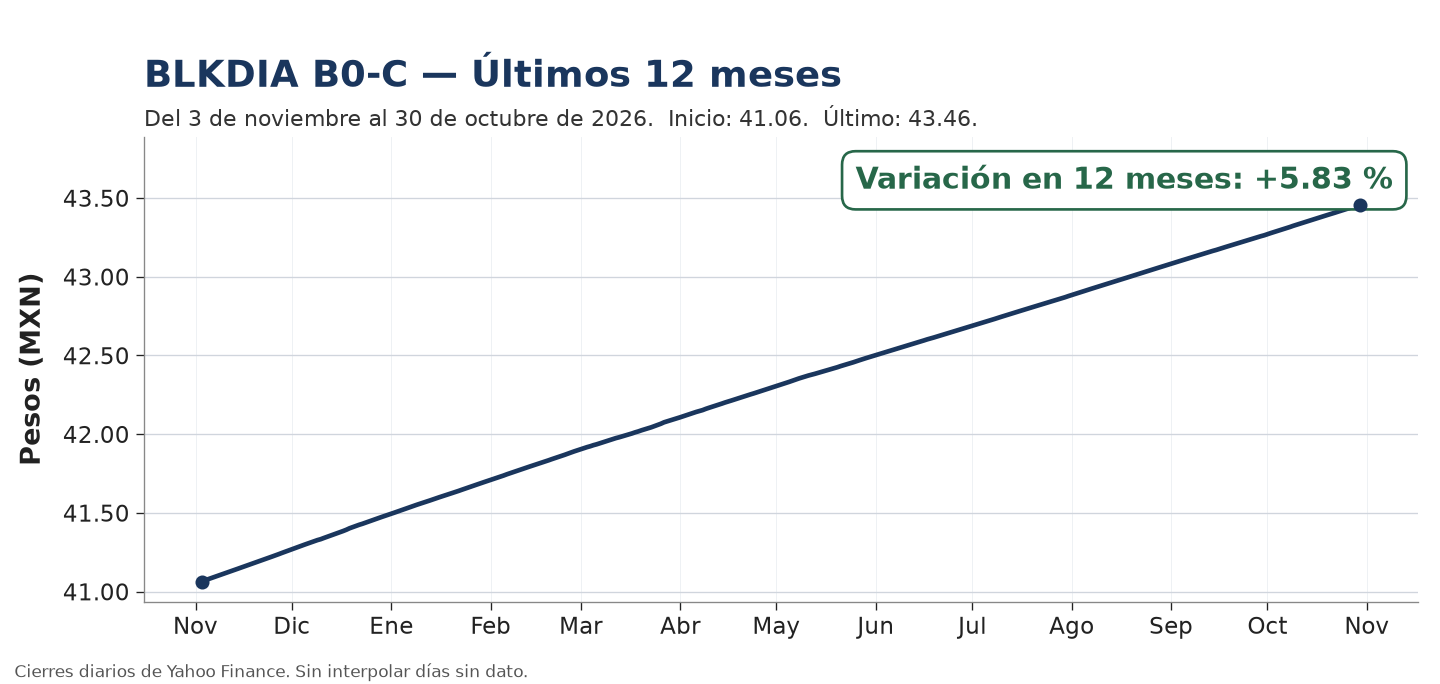 BLKDIA B0-C — Últimos 12 meses
Del 3 de noviembre al 30 de octubre de 2026.  Inicio: 41.06.  Último: 43.46.
Variación en 12 meses: +5.83 %
Pesos (MXN)
43.50
43.00
42.50
42.00
41.50
41.00
Nov Dic Ene Feb Mar Abr May Jun Jul Ago Sep Oct Nov
Cierres diarios de Yahoo Finance. Sin interpolar días sin dato.